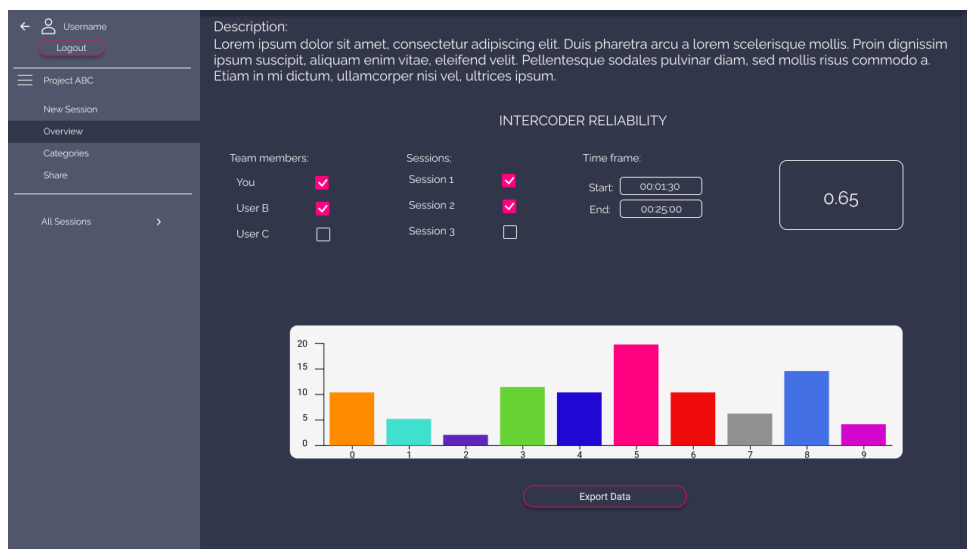 Username
Logout
Project ABC
New Session
Overview
Categories
Share
All Sessions
Description:
Lorem ipsum dolor sit amet, consectetur adipiscing elit. Duis pharetra arcu a lorem scelerisque mollis. Proin dignissim
ipsum suscipit, aliquam enim vitae, eleifend velit. Pellentesque sodales pulvinar diam, sed mollis risus commodo a.
Etiam in mi dictum, ullamcorper nisi vel, ultrices ipsum.
INTERCODER RELIABILITY
Team members:
You
User B
User C
Sessions;
Session 1
Session 2
Session 3
Time frame:
Start: 00:01:30
End: 00:25:00
0.65
20
15
10
5
0
0 1 2 3 4 5 6 7 8 9
Export Data